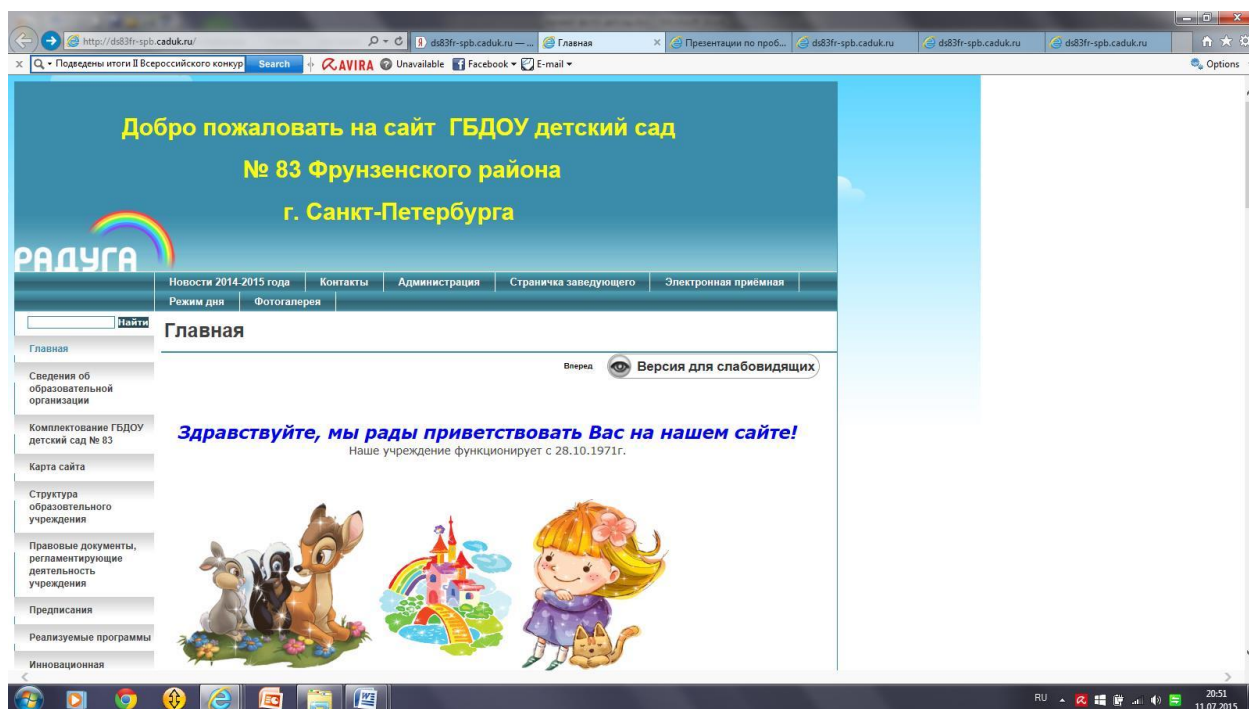 http://ds83fr-spb.caduk.ru/
ds83fr-spb.caduk.ru — ...
Главная
Презентации по проб...
ds83fr-spb.caduk.ru
ds83fr-spb.caduk.ru
ds83fr-spb.caduk.ru
Подведены итоги II Всероссийского конкур
Search
AVIRA
Unavailable
Facebook
E-mail
Options
Добро пожаловать на сайт ГБДОУ детский сад
№ 83 Фрунзенского района
г. Санкт-Петербурга
РАДУГА
Новости 2014-2015 года
Контакты
Администрация
Страничка заведующего
Электронная приёмная
Режим дня
Фотогалерея
Найти
Главная
Сведения об
образовательной
организации
Комплектование ГБДОУ
детский сад № 83
Карта сайта
Структура
образовтельного
учреждения
Правовые документы,
регламентирующие
деятельность
учреждения
Предписания
Реализуемые программы
Инновационная
Главная
Вперед
Версия для слабовидящих
Здравствуйте, мы рады приветствовать Вас на нашем сайте!
Наше учреждение функционирует с 28.10.1971г.
RU
20:51
11.07.2015